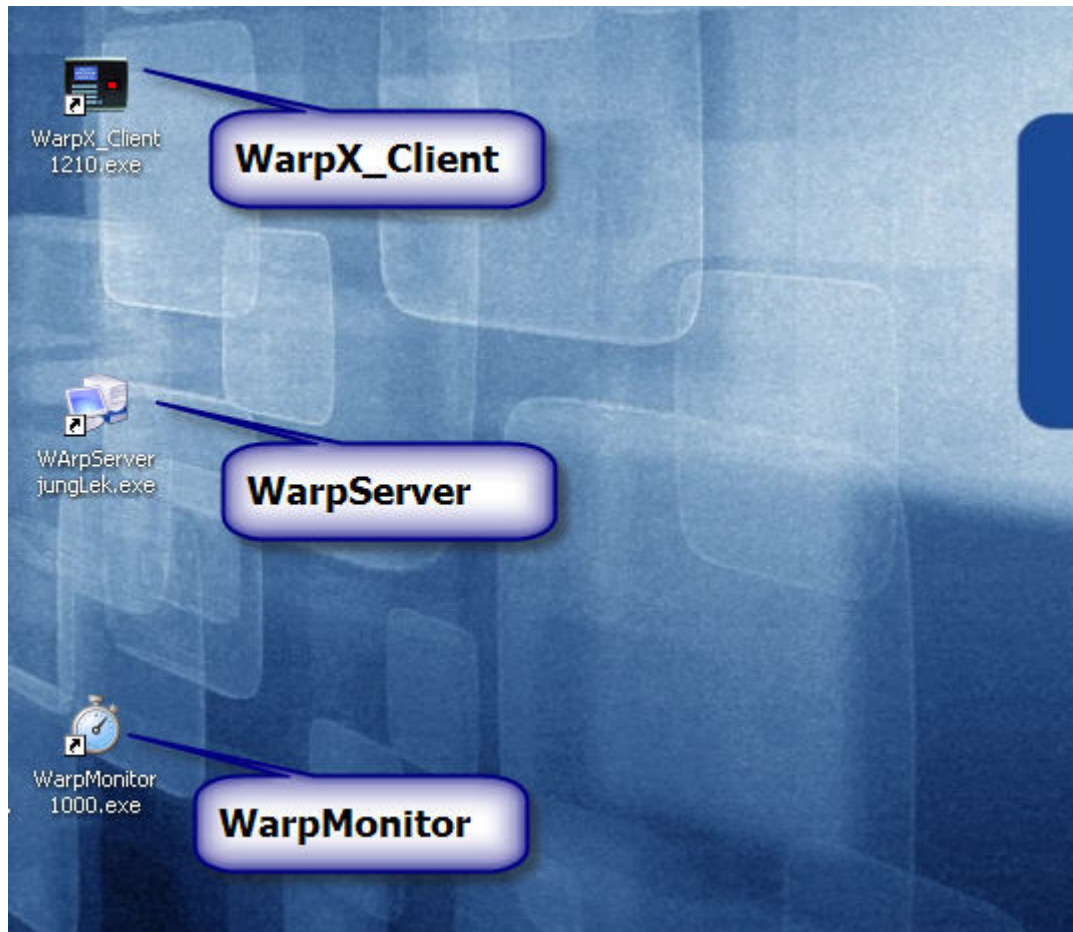 WarpX_Client
1210.exe
WarpX_Client
WArpServer
jungLek.exe
WarpServer
WarpMonitor
1000.exe
WarpMonitor